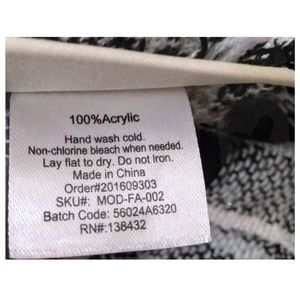 100%Acrylic
Hand wash cold.
Non-chlorine bleach when needed.
Lay flat to dry. Do not Iron.
Made in China
Order#201609303
SKU#: MOD-FA-002
Batch Code: 56024A6320
RN#:138432